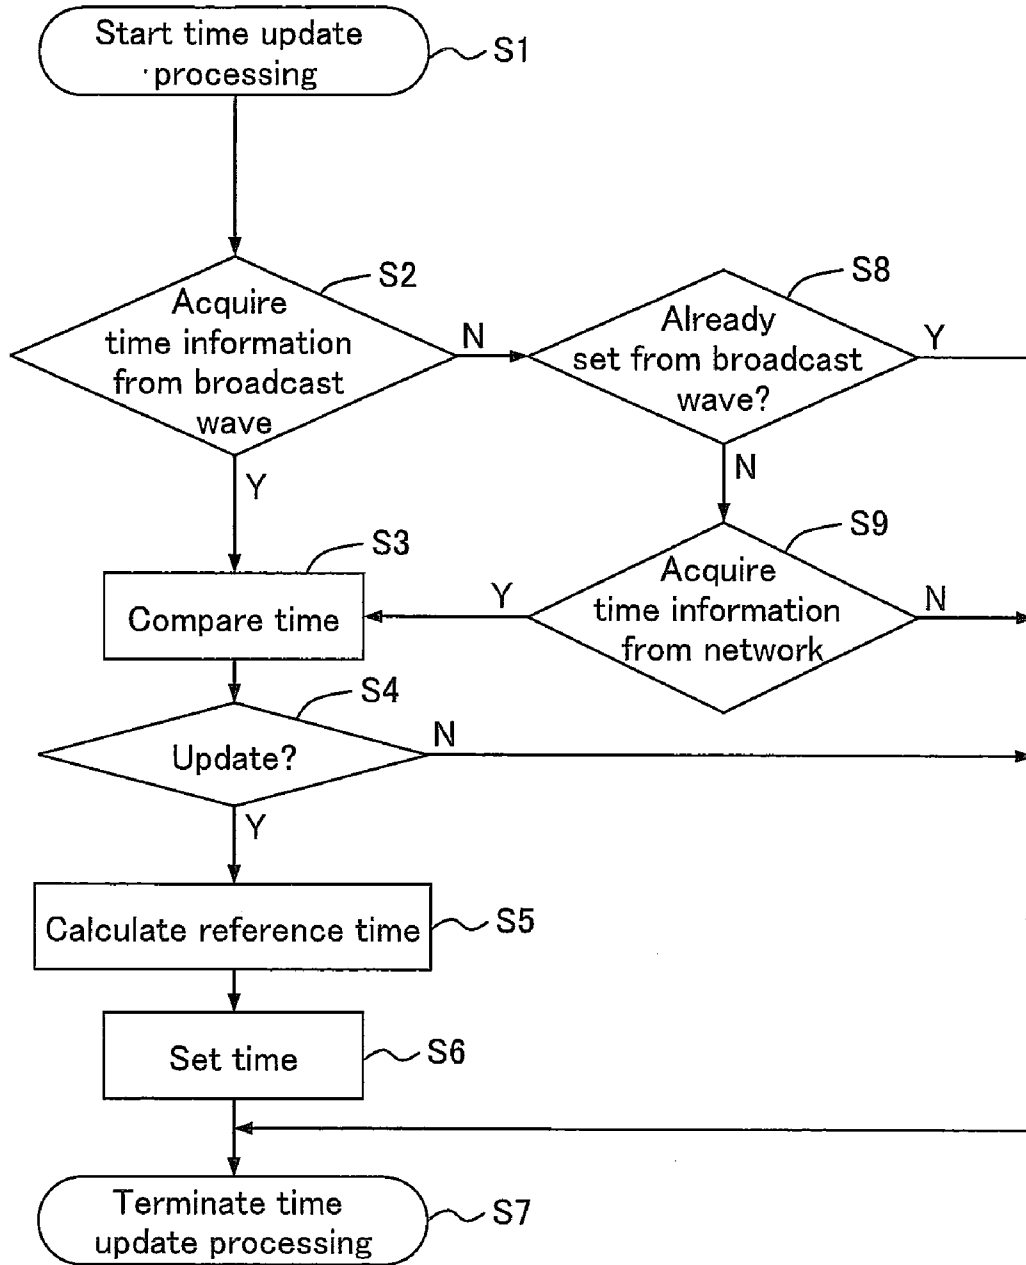 Start time update
processing
S1
S2
Acquire
time information
from broadcast
wave
N
Y
S8
Already
set from broadcast
wave?
Y
N
S9
Acquire
time information
from network
Y
N
S3
Compare time
S4
Update?
N
Y
Calculate reference time
S5
Set time
S6
Terminate time
update processing
S7